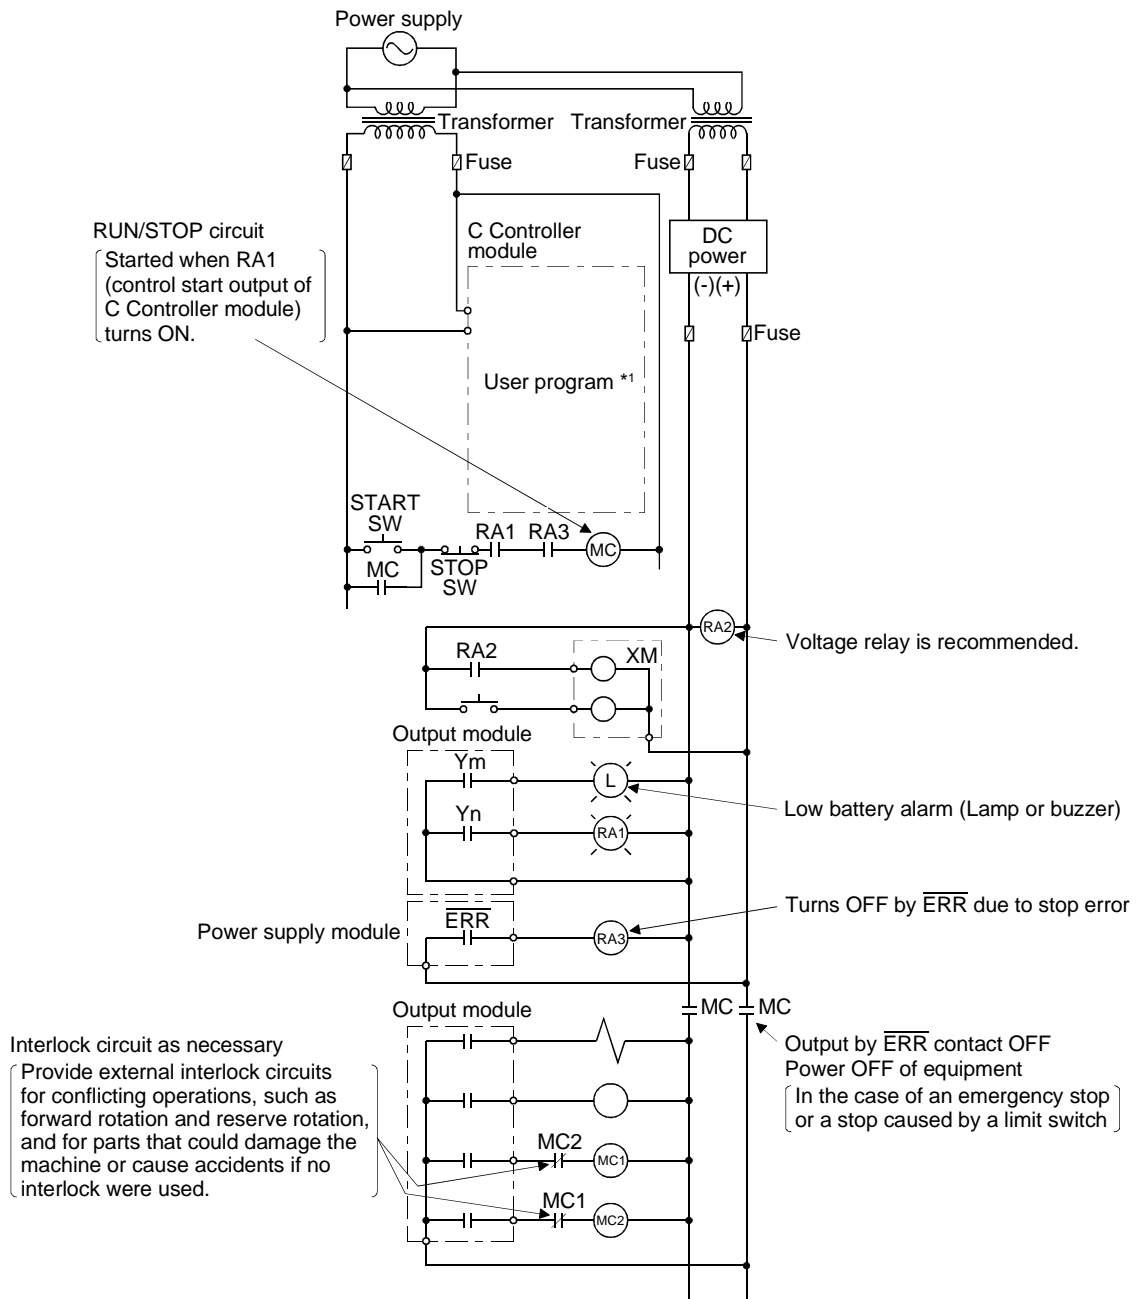 Power supply
Transformer
Transformer
Fuse
Fuse
RUN/STOP circuit
Started when RA1
(control start output of
C Controller module)
turns ON.
C Controller
module
DC
power
(-)(+)
Fuse
User program *1
START
SW
RA1
RA3
MC
MC
STOP
SW
RA2
Voltage relay is recommended.
RA2
XM
Output module
Ym
L
Low battery alarm (Lamp or buzzer)
Yn
RA1
Turns OFF by ERR due to stop error
ERR
Power supply module
RA3
MC
MC
Output module
Output by ERR contact OFF
Power OFF of equipment
In the case of an emergency stop
or a stop caused by a limit switch
Interlock circuit as necessary
Provide external interlock circuits
for conflicting operations, such as
forward rotation and reserve rotation,
and for parts that could damage the
machine or cause accidents if no
interlock were used.
MC2
MC1
MC1
MC2